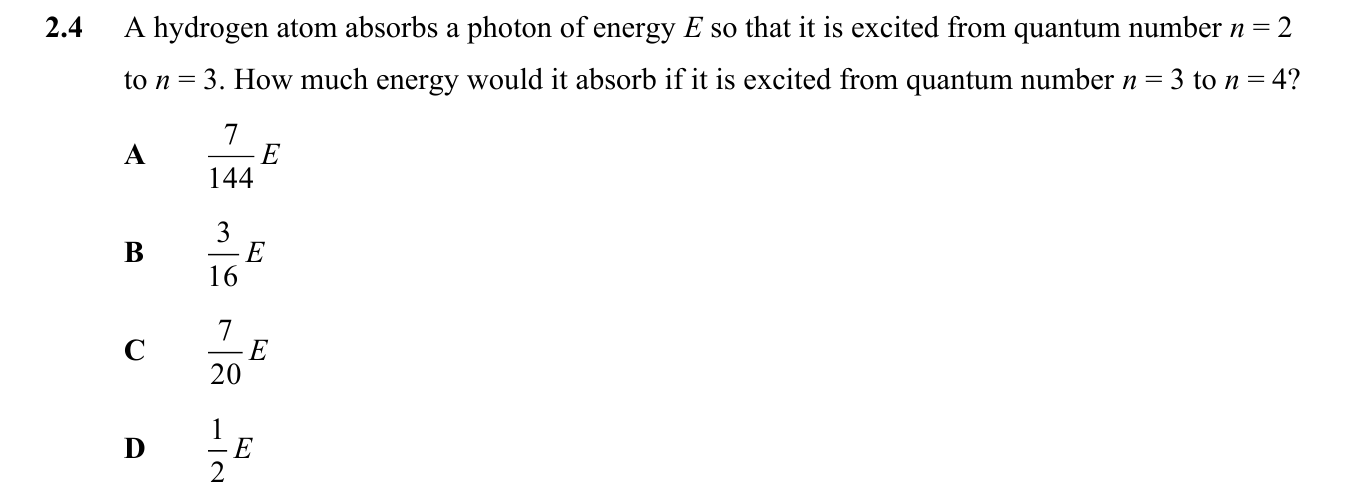 2.4 A hydrogen atom absorbs a photon of energy E so that it is excited from quantum number n = 2
to n = 3. How much energy would it absorb if it is excited from quantum number n = 3 to n = 4?
A 7/144 E
B 3/16 E
C 7/20 E
D 1/2 E